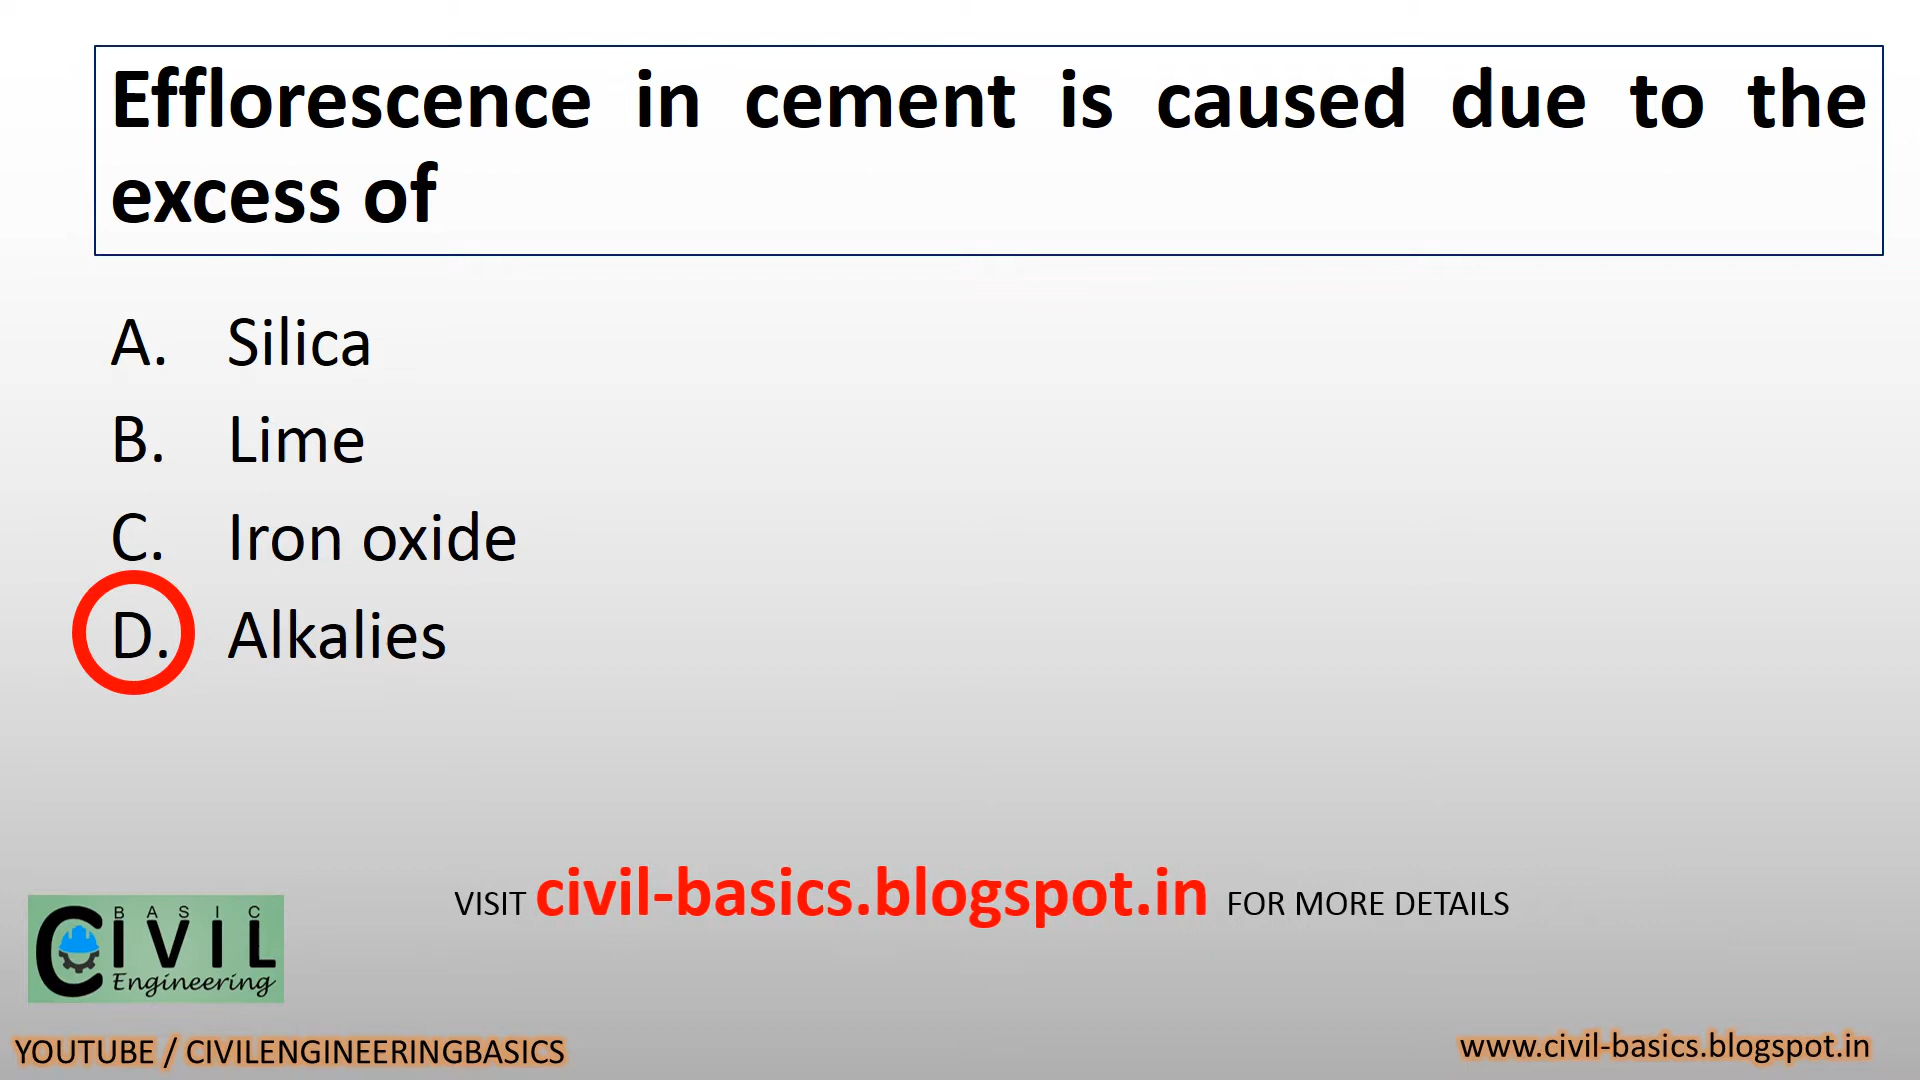 Efflorescence in cement is caused due to the
excess of
A. Silica
B. Lime
C. Iron oxide
D. Alkalies
VISIT civil-basics.blogspot.in FOR MORE DETAILS
BASIC
CIVIL
Engineering
YOUTUBE / CIVILENGINEERINGBASICS
www.civil-basics.blogspot.in